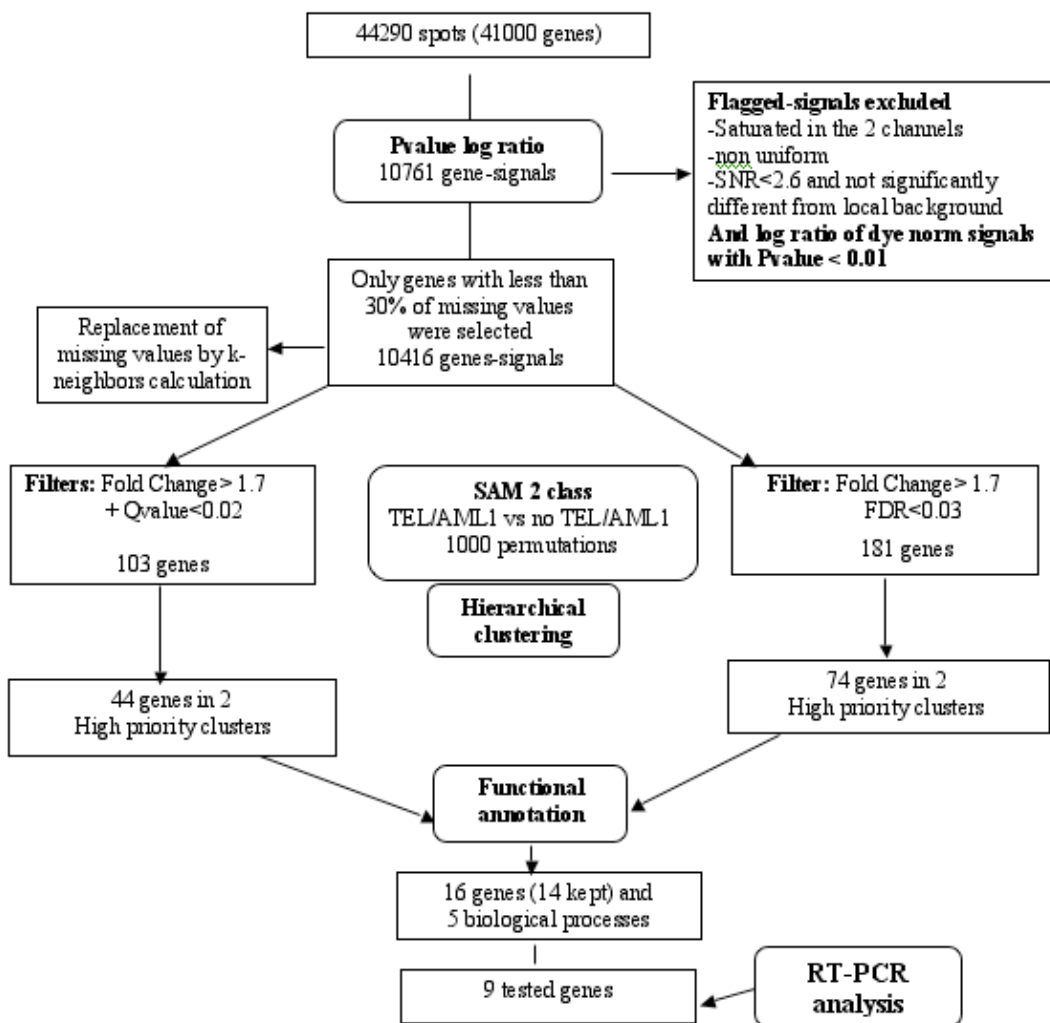 44290 spots (41000 genes)
Pvalue log ratio
10761 gene-signals
Flagged-signals excluded
-Saturated in the 2 channels
-non uniform
-SNR<2.6 and not significantly
different from local background
And log ratio of dye norm signals
with Pvalue < 0.01
Only genes with less than
30% of missing values
were selected
10416 genes-signals
Replacement of
missing values by k-
neighbors calculation
Filters: Fold Change> 1.7
+ Qvalue<0.02
103 genes
SAM 2 class
TEL/AML1 vs no TEL/AML1
1000 permutations
Filter: Fold Change> 1.7
FDR<0.03
181 genes
Hierarchical
clustering
44 genes in 2
High priority clusters
74 genes in 2
High priority clusters
Functional
annotation
16 genes (14 kept) and
5 biological processes
9 tested genes
RT-PCR
analysis